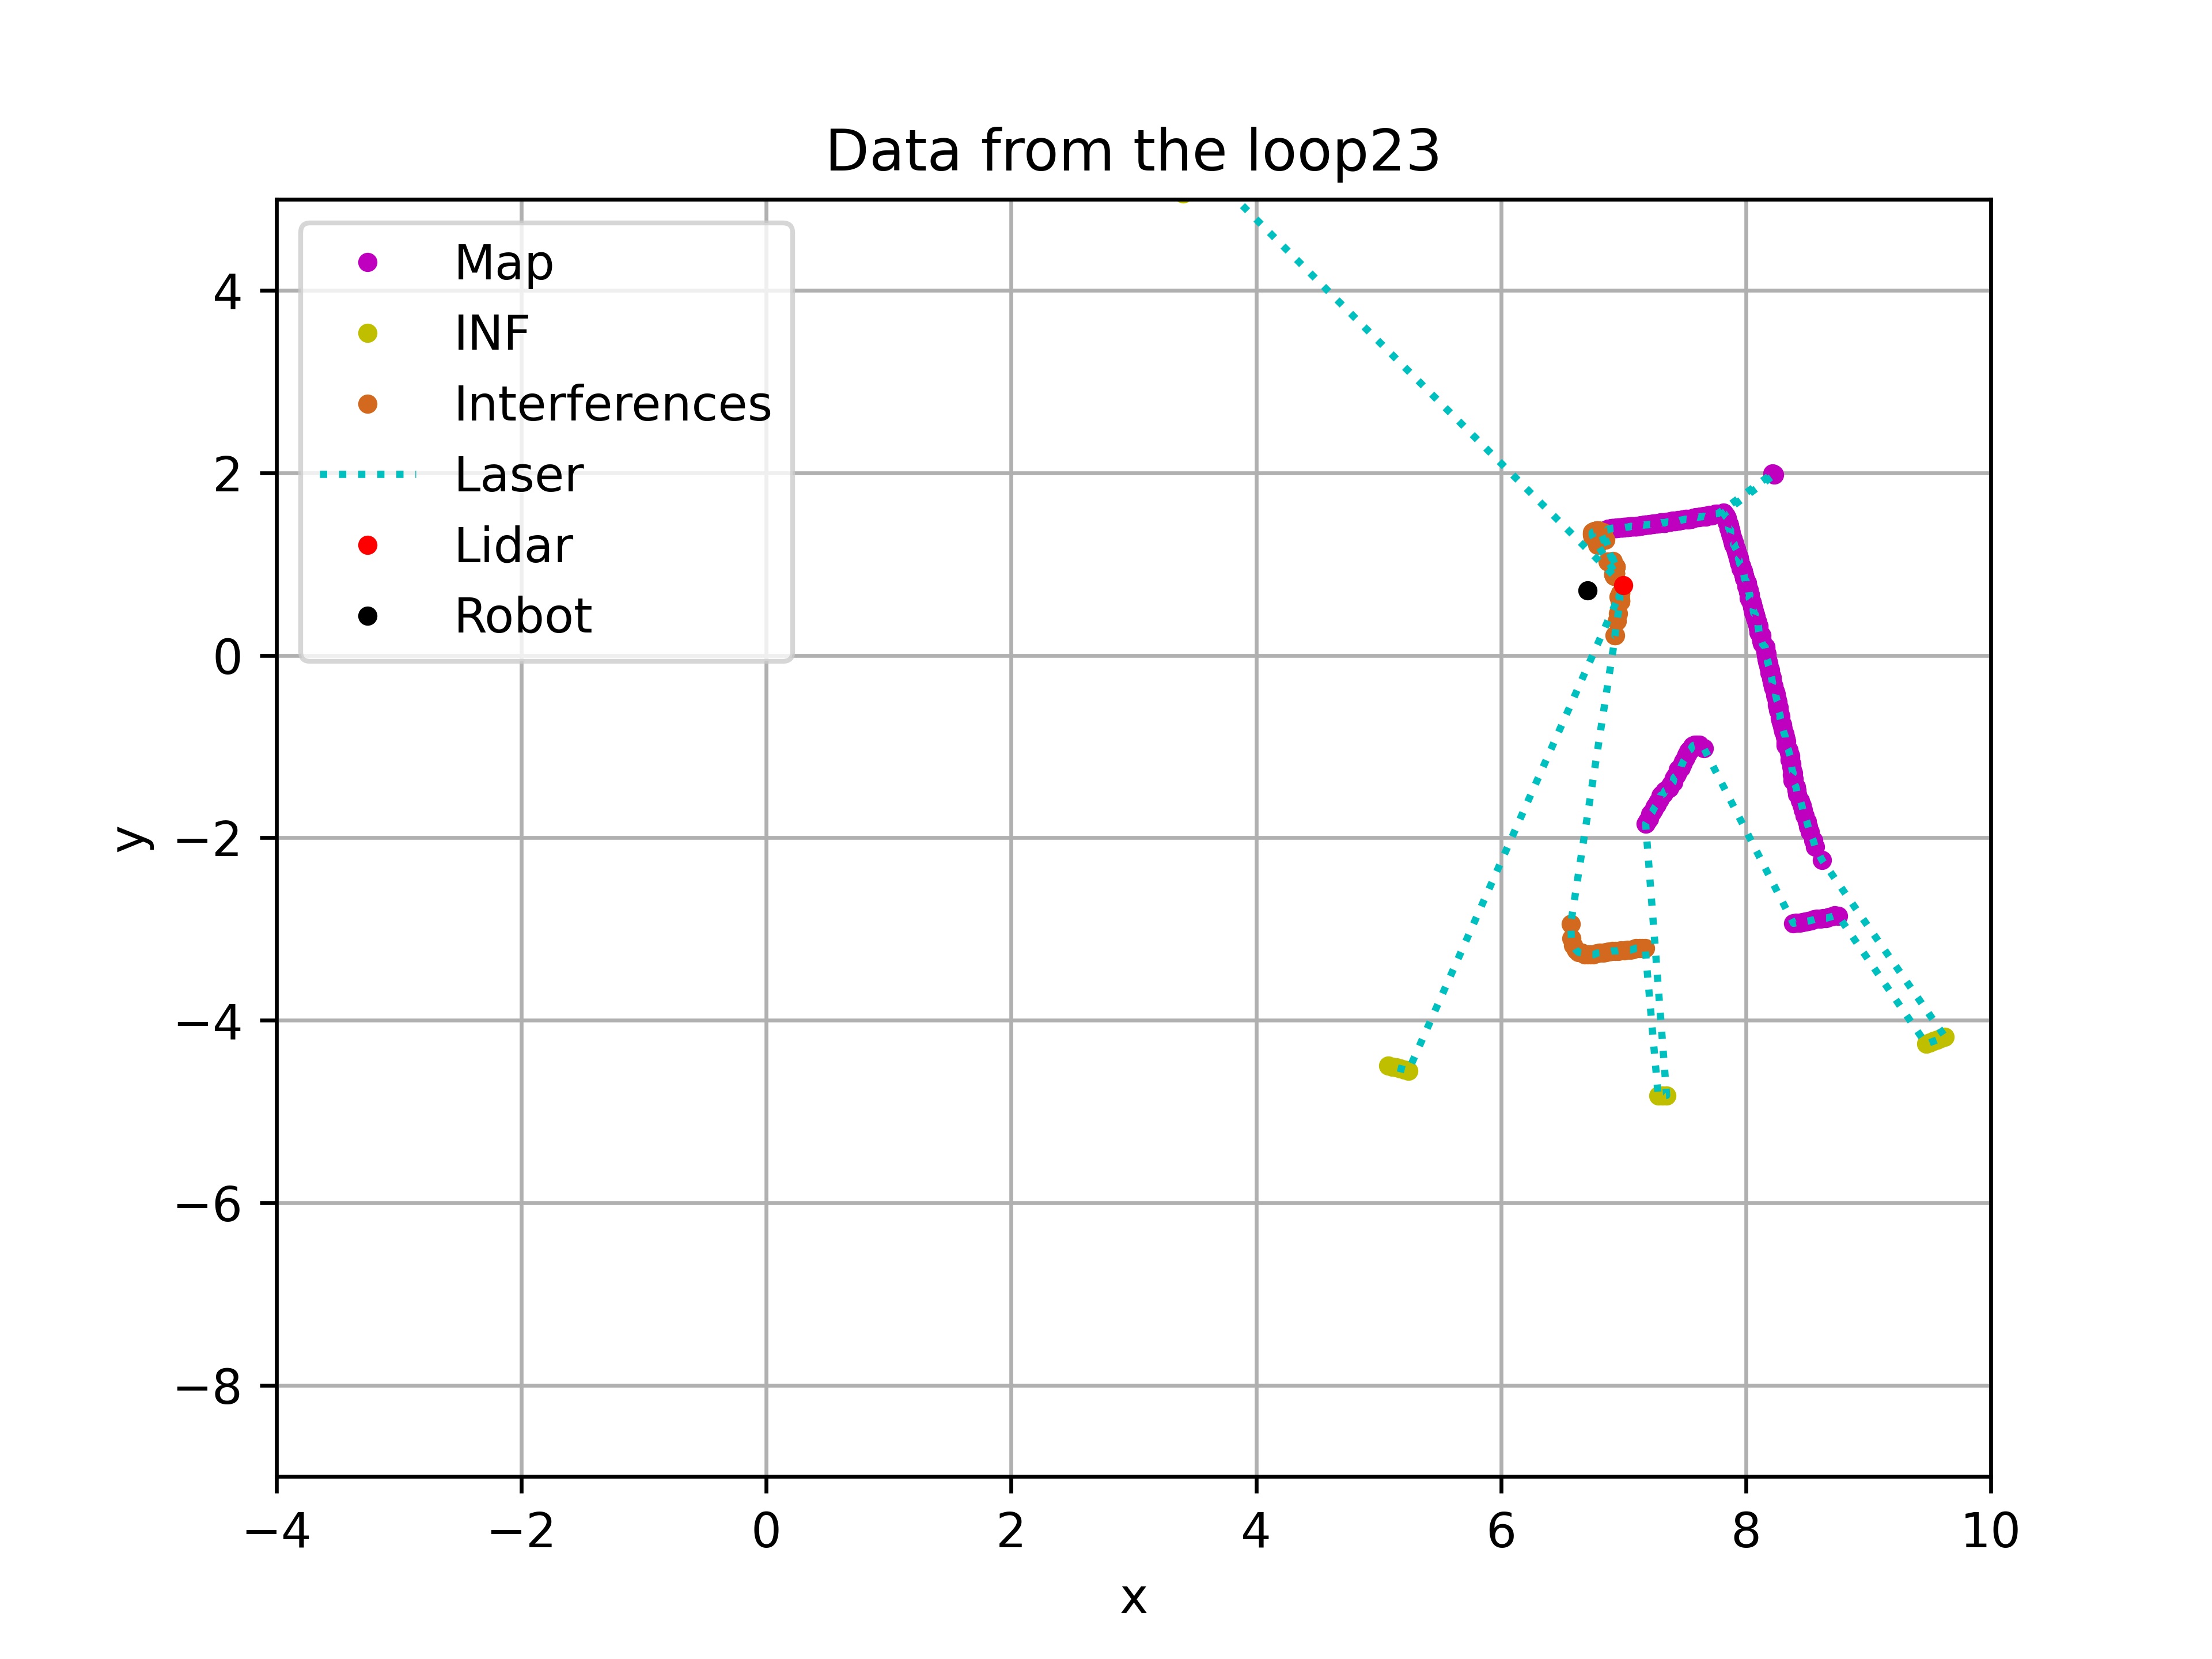 Data from the loop23
Map
INF
Interferences
Laser
Lidar
Robot
4
2
0
−2
−4
−6
−8
y
−4 −2 0 2 4 6 8 10
x